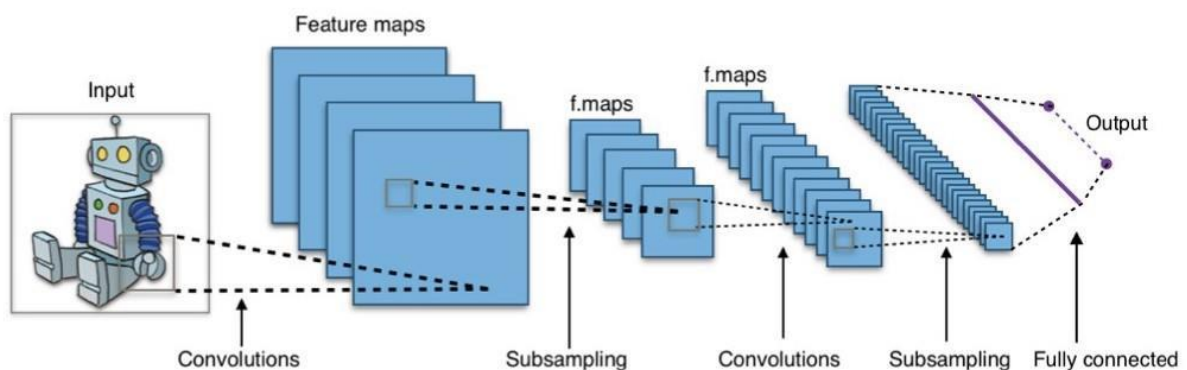 Feature maps
f.maps
Input
f.maps
Output
Convolutions
Subsampling
Convolutions
Subsampling
Fully connected